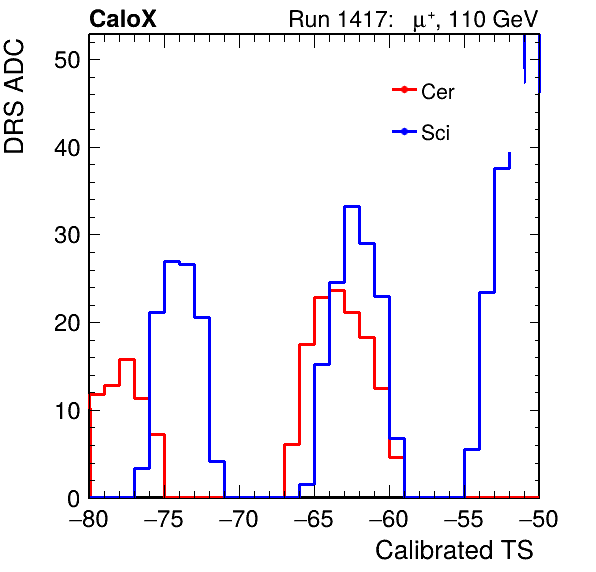 CaloX Run 1417: μ⁺, 110 GeV
DRS ADC
50
40
30
20
10
0
Cer
Sci
−80 −75 −70 −65 −60 −55 −50
Calibrated TS